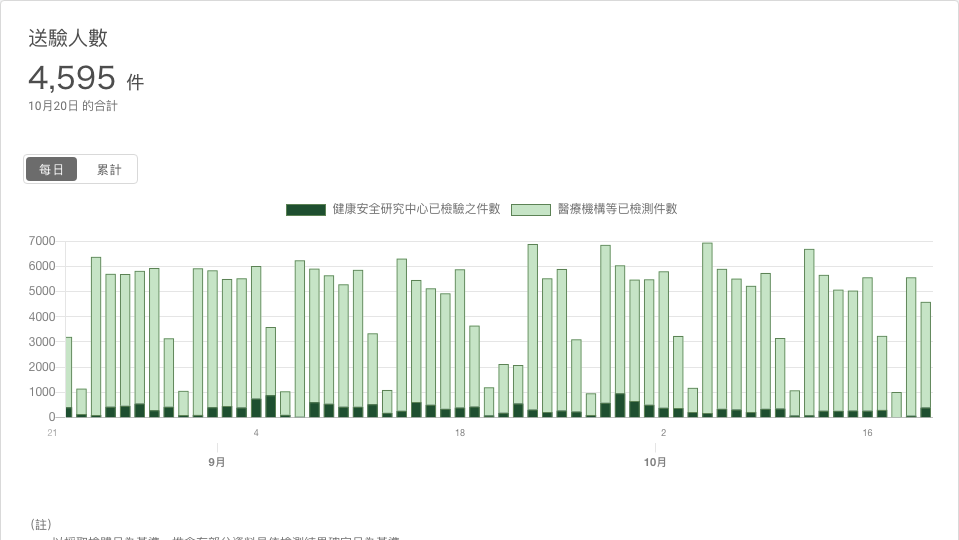 送驗人數
4,595 件
10月20日 的合計
每日 累計
健康安全研究中心已檢驗之件數 醫療機構等已檢測件數
7000
6000
5000
4000
3000
2000
1000
0
21 4 18 2 16
9月 10月
（註）